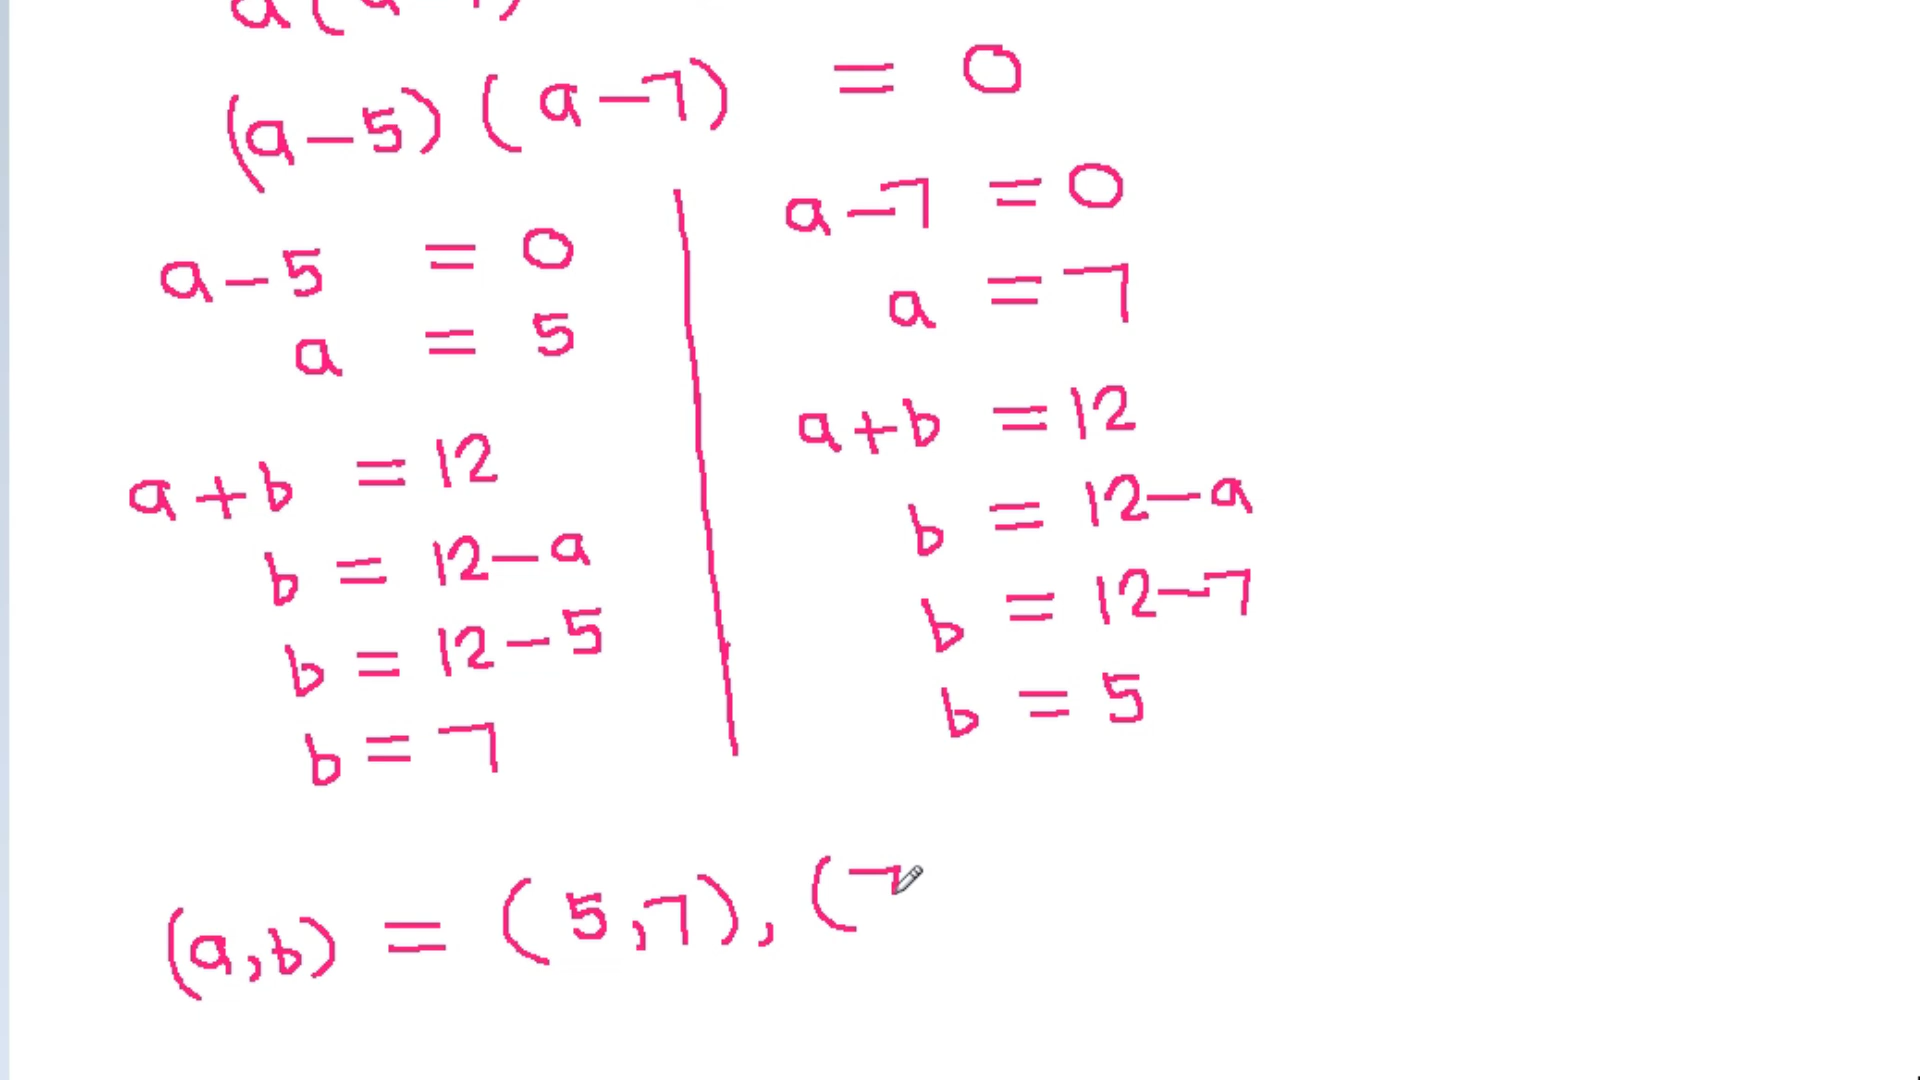 (a-5)(a-7) = 0
a-5 = 0
a = 5
a+b = 12
b = 12-a
b = 12-5
b = 7
a-7 = 0
a = 7
a+b = 12
b = 12-a
b = 12-7
b = 5
(a,b) = (5,7), (7